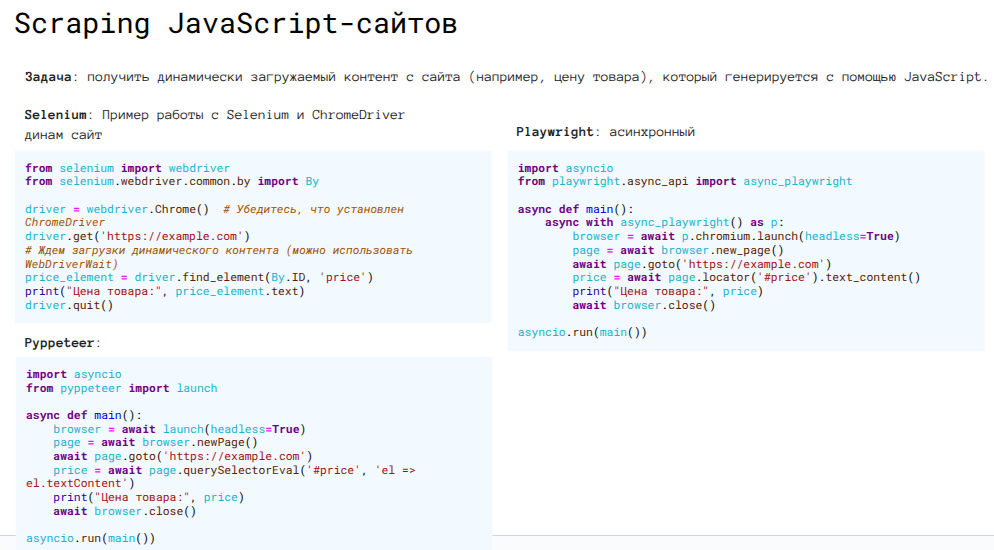 Scraping JavaScript-сайтов
Задача: получить динамически загружаемый контент с сайта (например, цену товара), который генерируется с помощью JavaScript.
Selenium: Пример работы с Selenium и ChromeDriver
динам сайт
from selenium import webdriver
from selenium.webdriver.common.by import By
driver = webdriver.Chrome()  # Убедитесь, что установлен
ChromeDriver
driver.get('https://example.com')
# Ждем загрузки динамического контента (можно использовать
WebDriverWait)
price_element = driver.find_element(By.ID, 'price')
print("Цена товара:", price_element.text)
driver.quit()
Pyppeteer:
import asyncio
from pyppeteer import launch
async def main():
    browser = await launch(headless=True)
    page = await browser.newPage()
    await page.goto('https://example.com')
    price = await page.querySelectorEval('#price', 'el =>
el.textContent')
    print("Цена товара:", price)
    await browser.close()
asyncio.run(main())
Playwright: асинхронный
import asyncio
from playwright.async_api import async_playwright
async def main():
    async with async_playwright() as p:
        browser = await p.chromium.launch(headless=True)
        page = await browser.new_page()
        await page.goto('https://example.com')
        price = await page.locator('#price').text_content()
        print("Цена товара:", price)
        await browser.close()
asyncio.run(main())